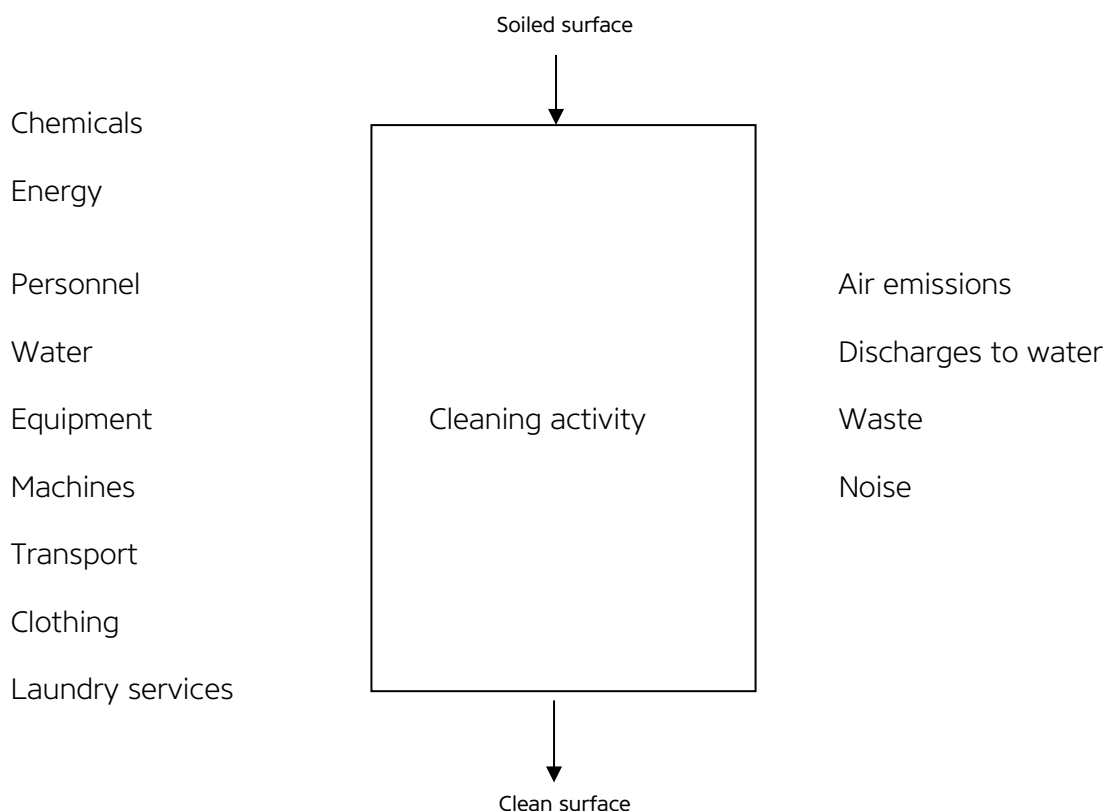 Soiled surface
Chemicals
Energy
Personnel
Air emissions
Water
Discharges to water
Equipment
Cleaning activity
Waste
Machines
Noise
Transport
Clothing
Laundry services
Clean surface